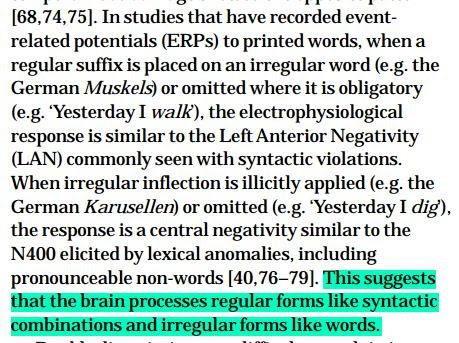 [68,74,75]. In studies that have recorded event-
related potentials (ERPs) to printed words, when a
regular suffix is placed on an irregular word (e.g. the
German Muskels) or omitted where it is obligatory
(e.g. ‘Yesterday I walk’), the electrophysiological
response is similar to the Left Anterior Negativity
(LAN) commonly seen with syntactic violations.
When irregular inflection is illicitly applied (e.g. the
German Karusellen) or omitted (e.g. ‘Yesterday I dig’),
the response is a central negativity similar to the
N400 elicited by lexical anomalies, including
pronounceable non-words [40,76–79]. This suggests
that the brain processes regular forms like syntactic
combinations and irregular forms like words.